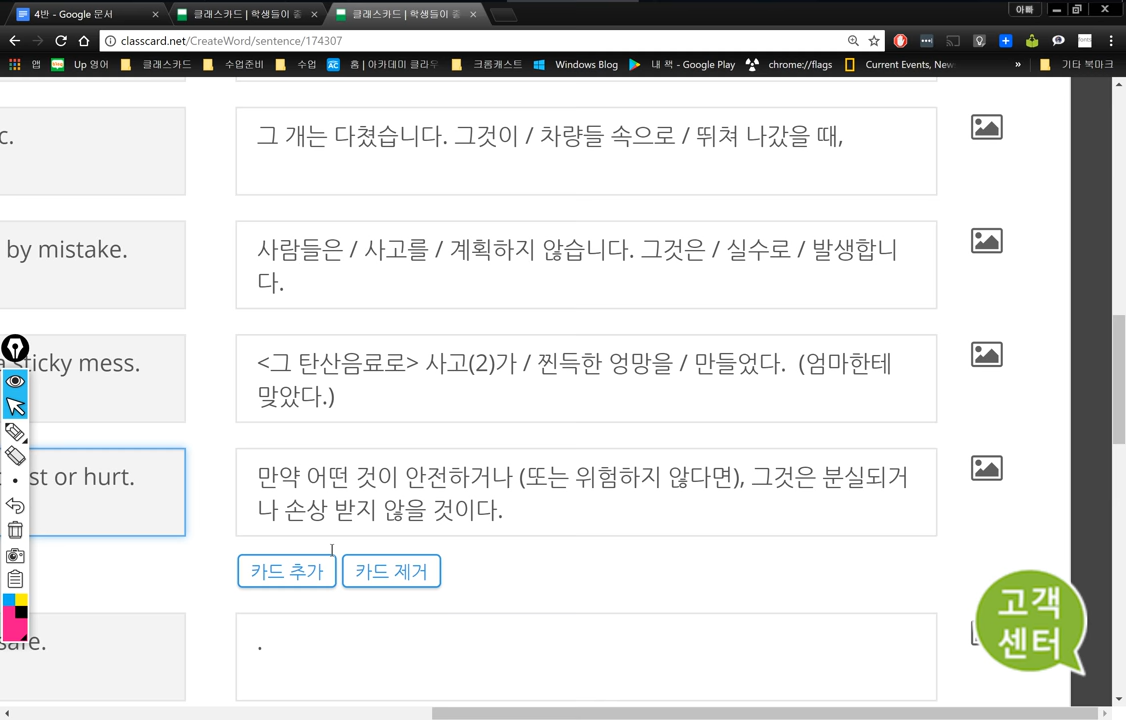 4반 - Google 문서
클래스카드 | 학생들이 좋
클래스카드 | 학생들이 좋
아빠
classcard.net/CreateWord/sentence/174307
앱
Up 영어
클래스카드
수업준비
수업
AC
홈 | 아카데미 클라우
크롬캐스트
Windows Blog
내 책 - Google Play
chrome://flags
Current Events, New
»
기타 북마크
c.
그 개는 다쳤습니다. 그것이 / 차량들 속으로 / 뛰쳐 나갔을 때,
by mistake.
사람들은 / 사고를 / 계획하지 않습니다. 그것은 / 실수로 / 발생합니
다.
sticky mess.
<그 탄산음료로> 사고(2)가 / 찐득한 엉망을 / 만들었다. (엄마한테
맞았다.)
st or hurt.
만약 어떤 것이 안전하거나 (또는 위험하지 않다면), 그것은 분실되거
나 손상 받지 않을 것이다.
카드 추가
카드 제거
safe.
.
고객
센터